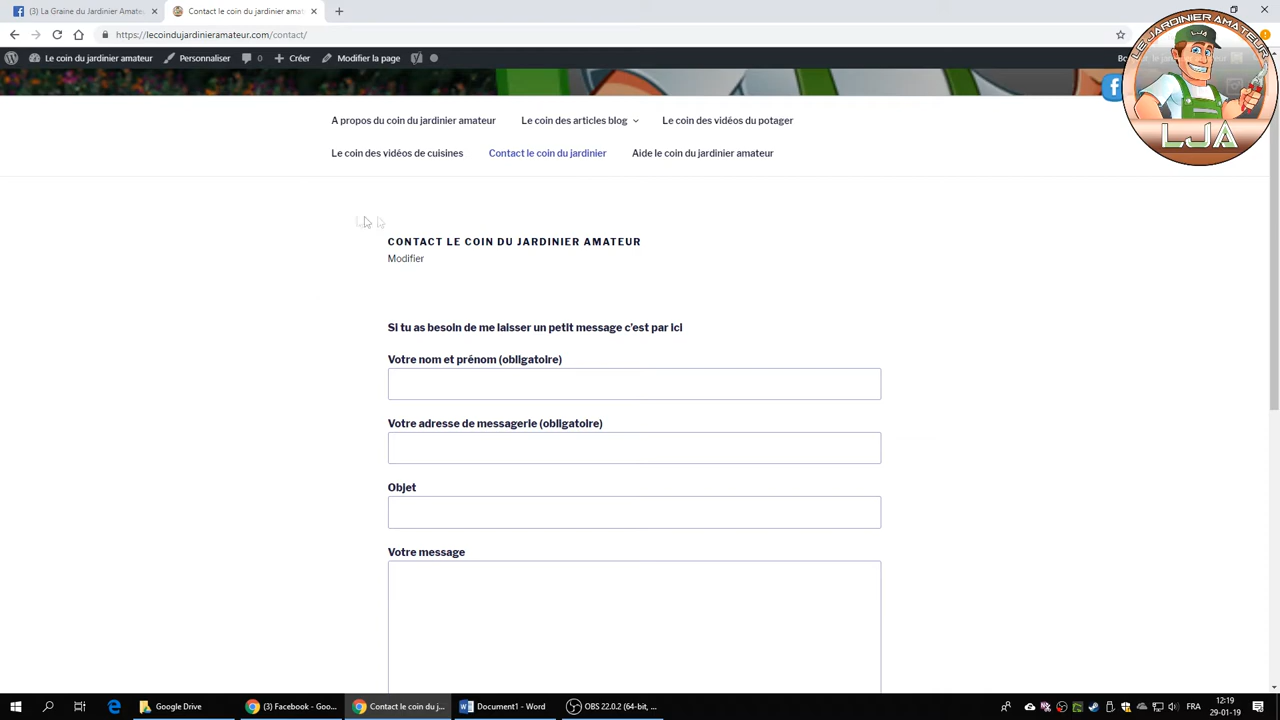 (3) La Graine du Jardinier Amateu
Contact le coin du jardinier amat
https://lecoindujardinieramateur.com/contact/
Le coin du jardinier amateur
Personnaliser
0
Créer
Modifier la page
LE JARDINIER AMATEUR
LJA
LJA
A propos du coin du jardinier amateur
Le coin des articles blog
Le coin des vidéos du potager
Le coin des vidéos de cuisines
Contact le coin du jardinier
Aide le coin du jardinier amateur
CONTACT LE COIN DU JARDINIER AMATEUR
Modifier
Si tu as besoin de me laisser un petit message c'est par ici
Votre nom et prénom (obligatoire)
Votre adresse de messagerie (obligatoire)
Objet
Votre message
Google Drive
(3) Facebook - Goo...
Contact le coin du j...
Document1 - Word
OBS 22.0.2 (64-bit, ...
FRA
12:19
29-01-19